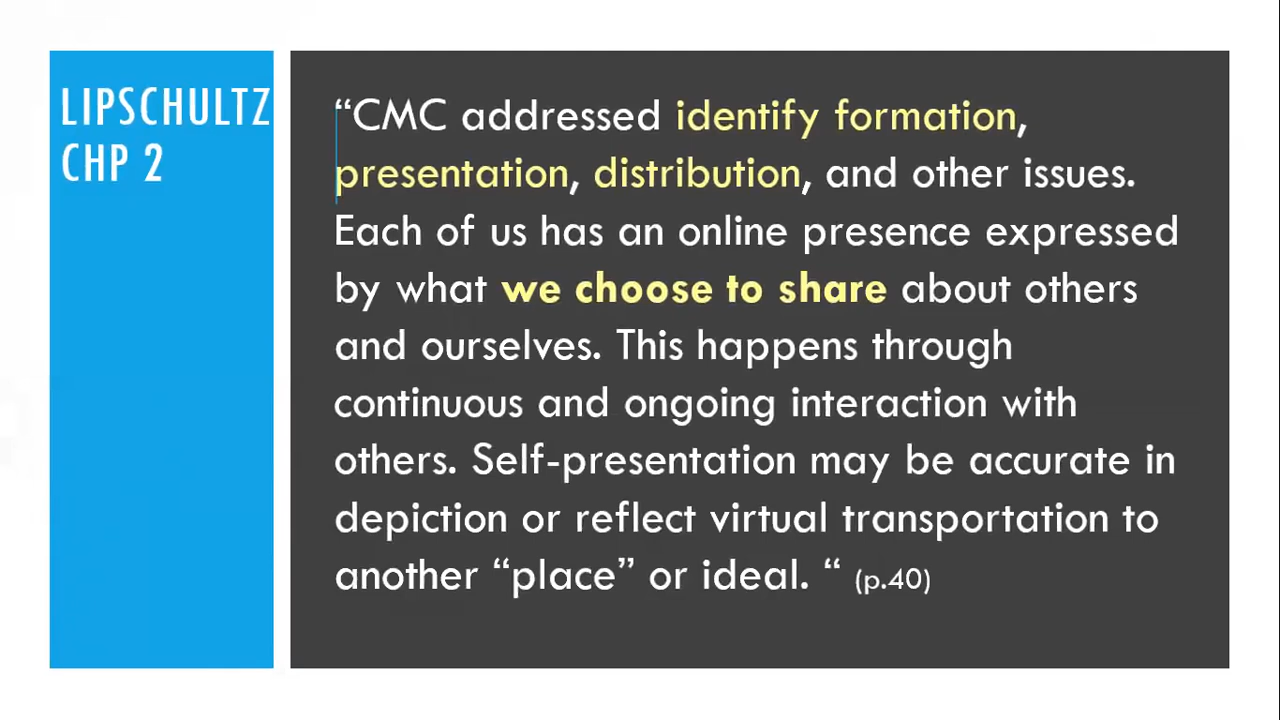 LIPSCHULTZ
CHP 2
“CMC addressed identify formation,
presentation, distribution, and other issues.
Each of us has an online presence expressed
by what we choose to share about others
and ourselves. This happens through
continuous and ongoing interaction with
others. Self-presentation may be accurate in
depiction or reflect virtual transportation to
another “place” or ideal. “ (p.40)